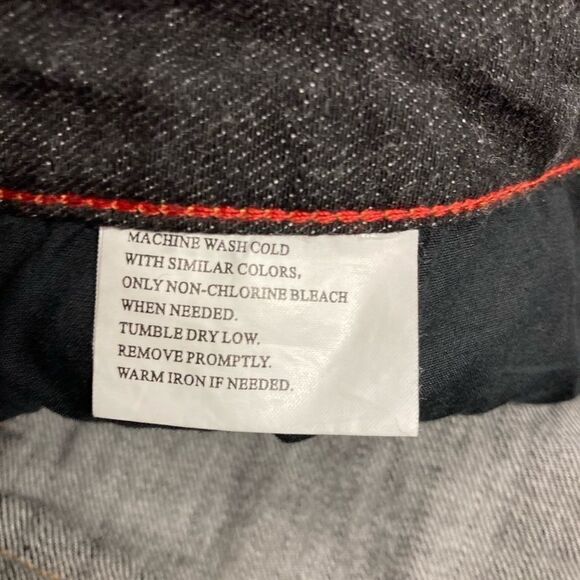 MACHINE WASH COLD
WITH SIMILAR COLORS,
ONLY NON-CHLORINE BLEACH
WHEN NEEDED.
TUMBLE DRY LOW.
REMOVE PROMPTLY.
WARM IRON IF NEEDED.